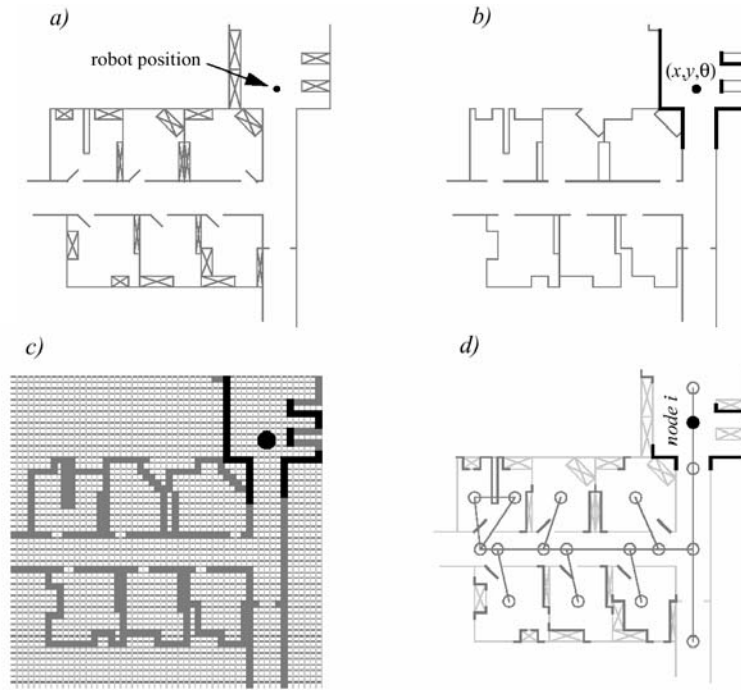 a)
robot position
b)
(x,y,θ)
c)
d)
node i